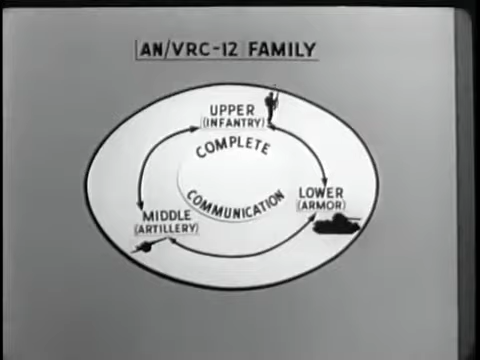 AN/VRC-12 FAMILY
UPPER
(INFANTRY)
COMPLETE
COMMUNICATION
LOWER
(ARMOR)
MIDDLE
(ARTILLERY)